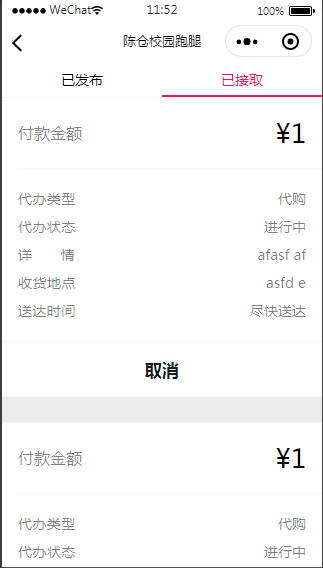 WeChat 11:52 100%
陈仓校园跑腿
已发布 已接取
付款金额 ¥1
代办类型 代购
代办状态 进行中
详 情 afasf af
收货地点 asfd e
送达时间 尽快送达
取消
付款金额 ¥1
代办类型 代购
代办状态 进行中